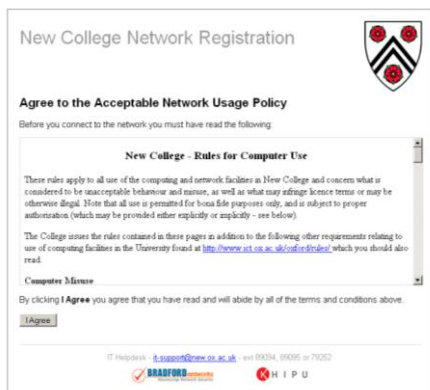 New College Network Registration
Agree to the Acceptable Network Usage Policy
Before you connect to the network you must have read the following:
New College - Rules for Computer Use
These rules apply to all use of the computing and network facilities in New College and concern what is
considered to be unacceptable behaviour and misuse, as well as what may infringe licence terms or may be
otherwise illegal. Note that all use is permitted for bona fide purposes only, and is subject to proper
authorisation (which may be provided either explicitly or implicitly - see below).
The College issues the rules contained in these pages in addition to the following other requirements relating to
use of computing facilities in the University found at http://www.ict.ox.ac.uk/oxford/rules/ which you should also
read.
Computer Misuse
By clicking I Agree you agree that you have read and will abide by all of the terms and conditions above.
I Agree
IT Helpdesk - it-support@new.ox.ac.uk - ext 89094, 89095 or 79262
BRADFORD networks
KHIPU